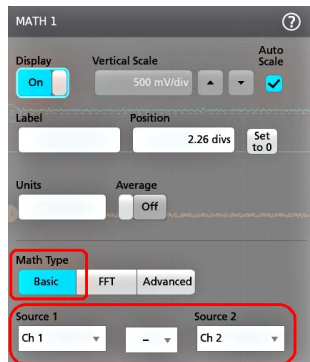 MATH 1 ?
Auto
Display Vertical Scale Scale
On 500 mV/div
Label Position
2.26 divs Set
to 0
Units Average
Off
Math Type
Basic FFT Advanced
Source 1 Source 2
Ch 1 - Ch 2